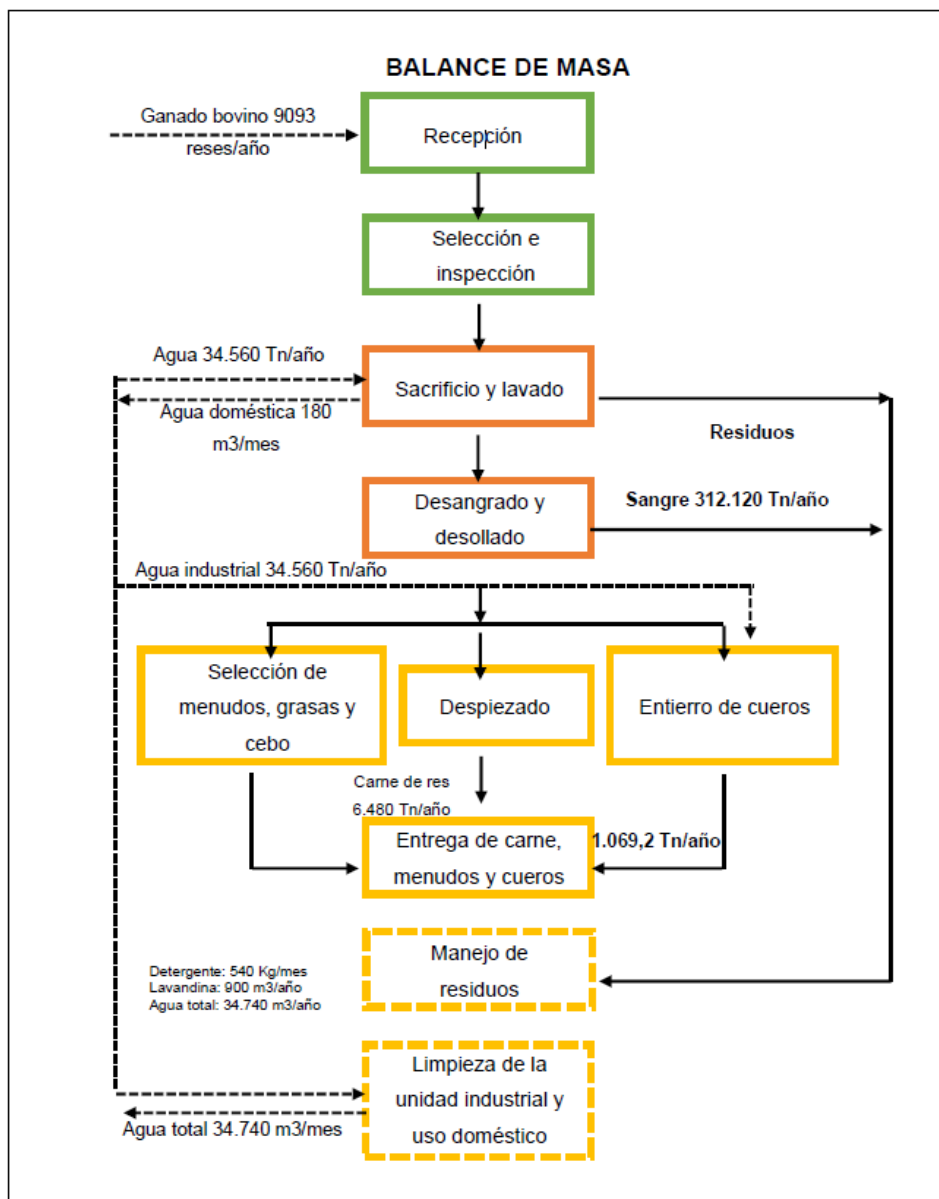 BALANCE DE MASA
Ganado bovino 9093
reses/año
Recepción
Selección e
inspección
Agua 34.560 Tn/año
Sacrificio y lavado
Agua doméstica 180
m3/mes
Residuos
Desangrado y
desollado
Sangre 312.120 Tn/año
Agua industrial 34.560 Tn/año
Selección de
menudos, grasas y
cebo
Despiezado
Entierro de cueros
Carne de res
6.480 Tn/año
Entrega de carne,
menudos y cueros
1.069,2 Tn/año
Manejo de
residuos
Detergente: 540 Kg/mes
Lavandina: 900 m3/año
Agua total: 34.740 m3/año
Limpieza de la
unidad industrial y
uso doméstico
Agua total 34.740 m3/mes